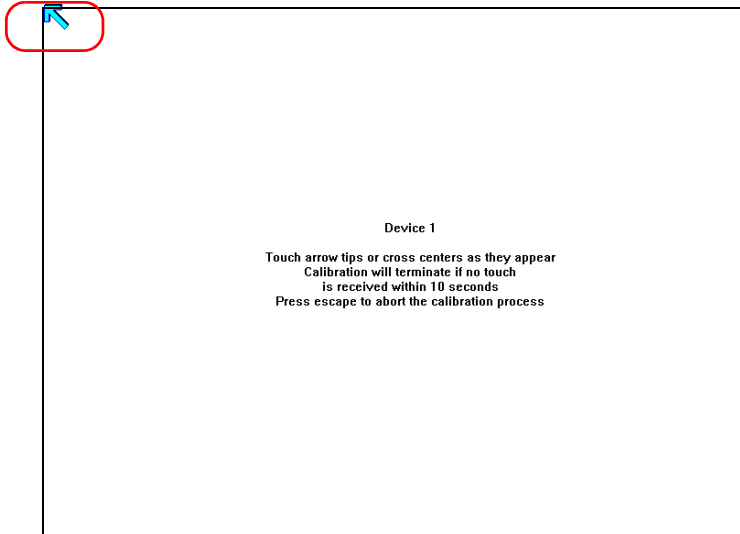 Device 1
Touch arrow tips or cross centers as they appear
Calibration will terminate if no touch
is received within 10 seconds
Press escape to abort the calibration process